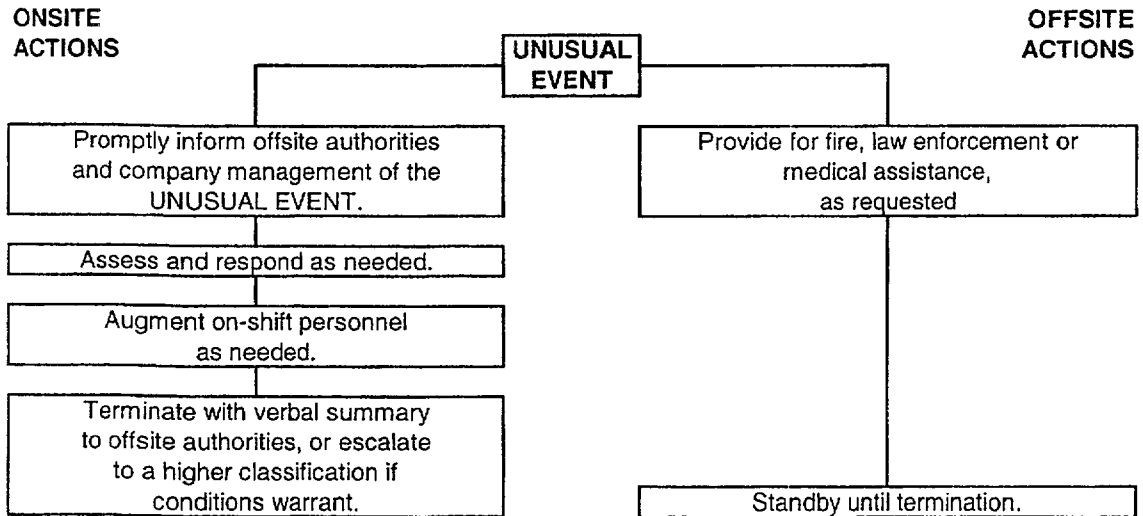 ONSITE
ACTIONS
OFFSITE
ACTIONS
UNUSUAL
EVENT
Promptly inform offsite authorities
and company management of the
UNUSUAL EVENT.
Assess and respond as needed.
Augment on-shift personnel
as needed.
Terminate with verbal summary
to offsite authorities, or escalate
to a higher classification if
conditions warrant.
Provide for fire, law enforcement or
medical assistance,
as requested
Standby until termination.